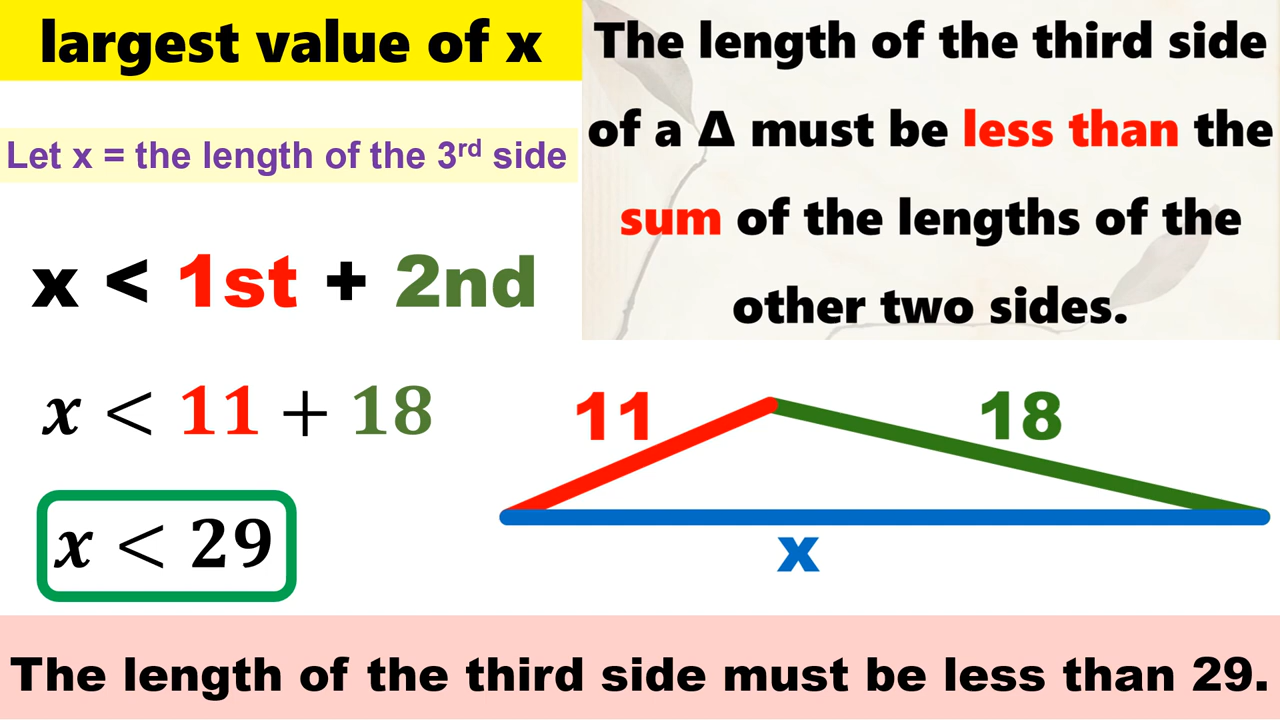 largest value of x
Let x = the length of the 3rd side
x < 1st + 2nd
x < 11 + 18
x < 29
The length of the third side
of a Δ must be less than the
sum of the lengths of the
other two sides.
11
18
x
The length of the third side must be less than 29.